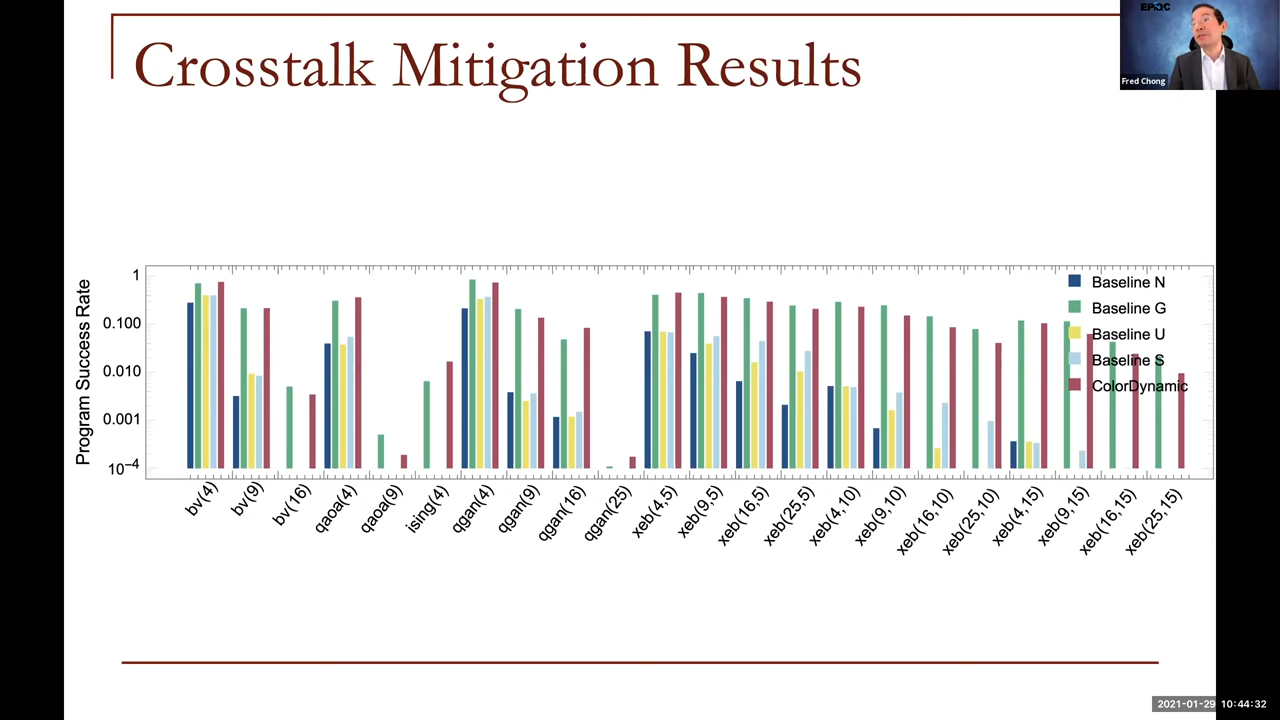 EPiQC
Fred Chong
Crosstalk Mitigation Results
Program Success Rate
1
0.100
0.010
0.001
10⁻⁴
Baseline N
Baseline G
Baseline U
Baseline S
ColorDynamic
bv(4)
bv(9)
bv(16)
qaoa(4)
qaoa(9)
ising(4)
qgan(4)
qgan(9)
qgan(16)
qgan(25)
xeb(4,5)
xeb(9,5)
xeb(16,5)
xeb(25,5)
xeb(4,10)
xeb(9,10)
xeb(16,10)
xeb(25,10)
xeb(4,15)
xeb(9,15)
xeb(16,15)
xeb(25,15)
2021-01-29 10:44:32